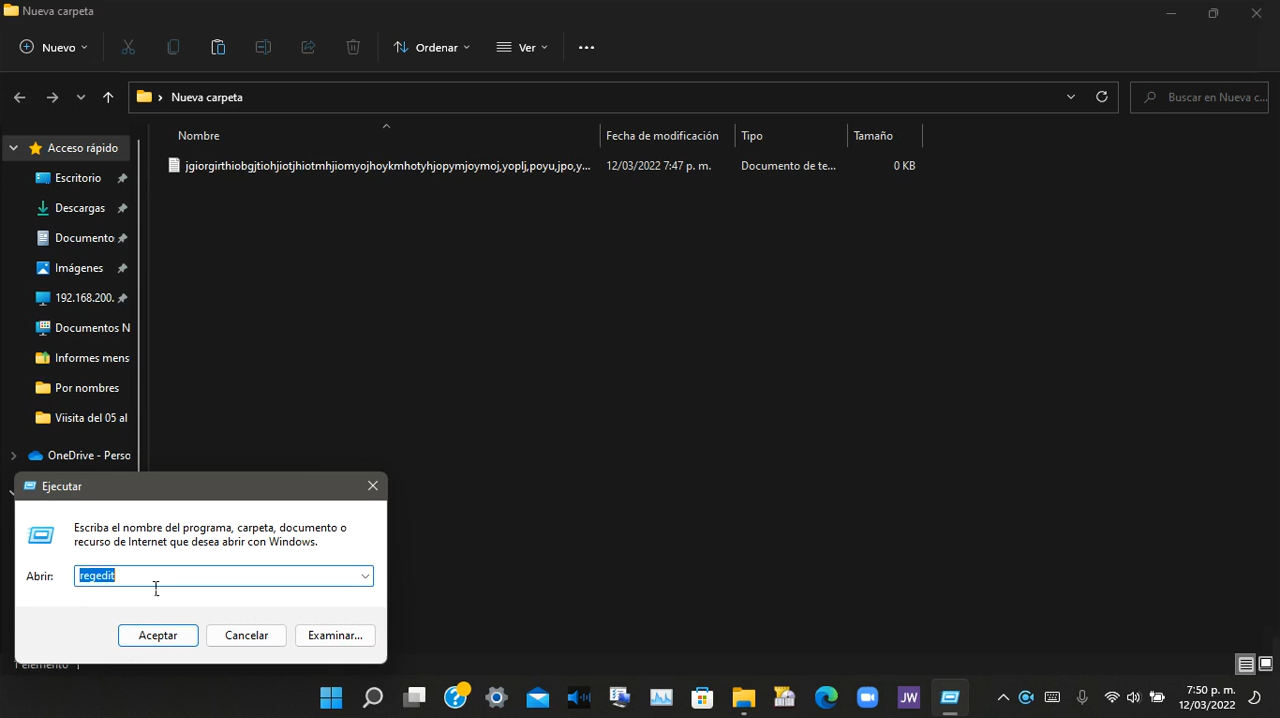 Nueva carpeta
Nuevo
Ordenar
Ver
Nueva carpeta
Buscar en Nueva c...
Nombre
Fecha de modificación
Tipo
Tamaño
jgiorgirthiobgjtiohjiotjhiotmhjiomyojhoykmhotyhjopymjoymoj,yoplj,poyu,jpo,y...
12/03/2022 7:47 p. m.
Documento de te...
0 KB
Acceso rápido
Escritorio
Descargas
Documento
Imágenes
192.168.200.
Documentos N
Informes mens
Por nombres
Viisita del 05 al
OneDrive - Perso
Ejecutar
Escriba el nombre del programa, carpeta, documento o
recurso de Internet que desea abrir con Windows.
Abrir:
regedit
Aceptar
Cancelar
Examinar...
1 elemento
JW
7:50 p. m.
12/03/2022